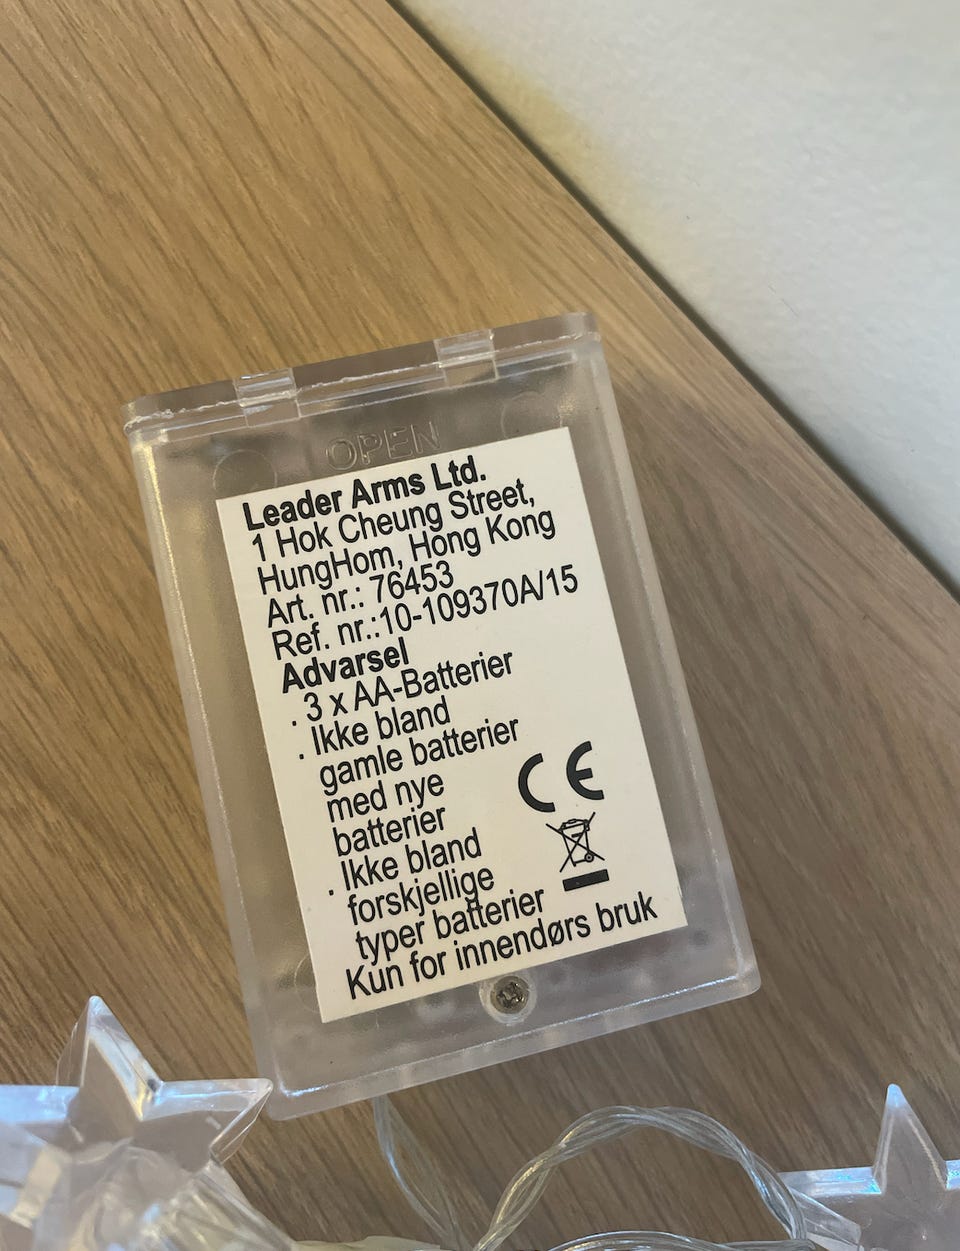 OPEN
Leader Arms Ltd.
1 Hok Cheung Street,
HungHom, Hong Kong
Art. nr.: 76453
Ref. nr.:10-109370A/15
Advarsel
. 3 x AA-Batterier
. Ikke bland
gamle batterier
med nye
batterier
. Ikke bland
forskjellige
typer batterier
Kun for innendørs bruk
CE